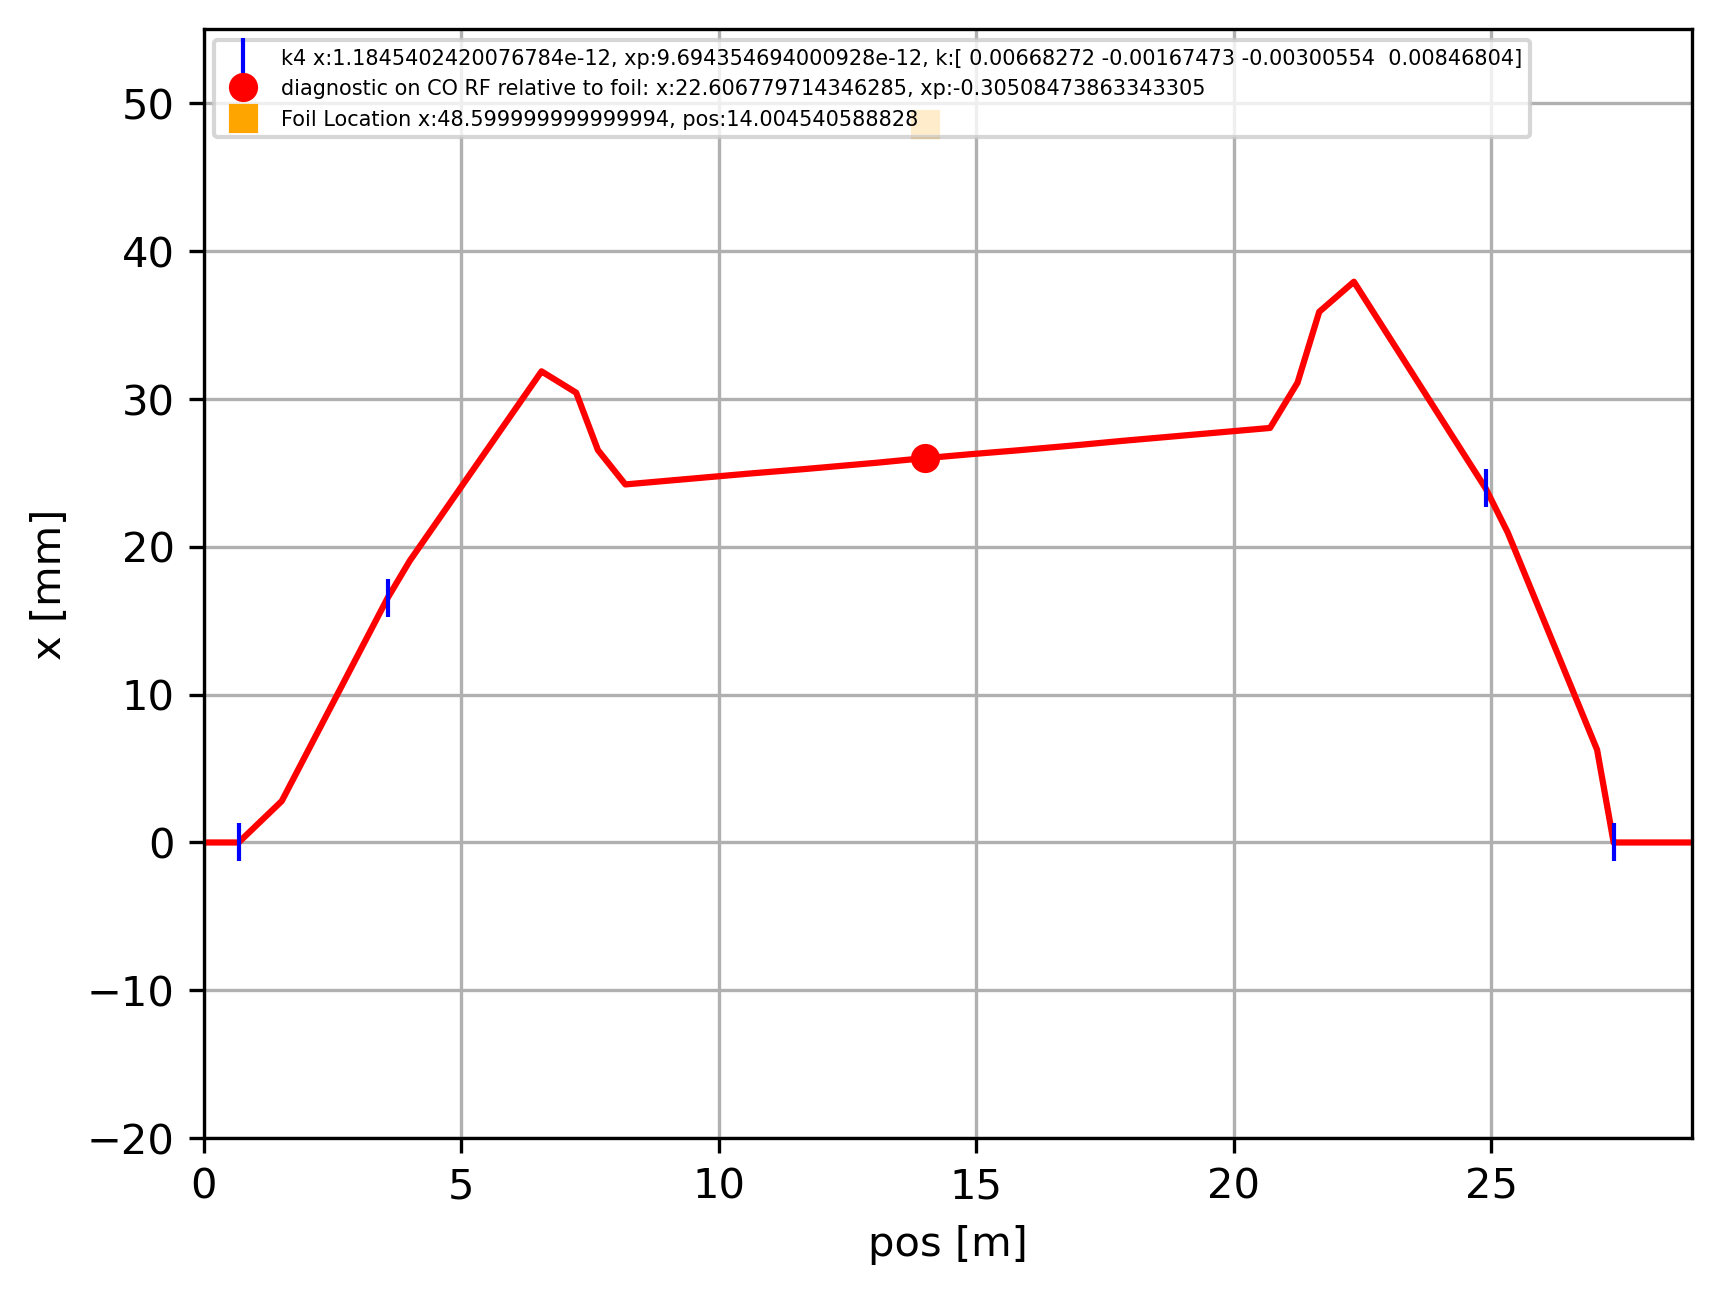 k4 x:1.1845402420076784e-12, xp:9.694354694000928e-12, k:[ 0.00668272 -0.00167473 -0.00300554  0.00846804]
diagnostic on CO RF relative to foil: x:22.606779714346285, xp:-0.30508473863343305
Foil Location x:48.599999999999994, pos:14.004540588828
50
40
30
20
10
0
−10
−20
x [mm]
0 5 10 15 20 25
pos [m]